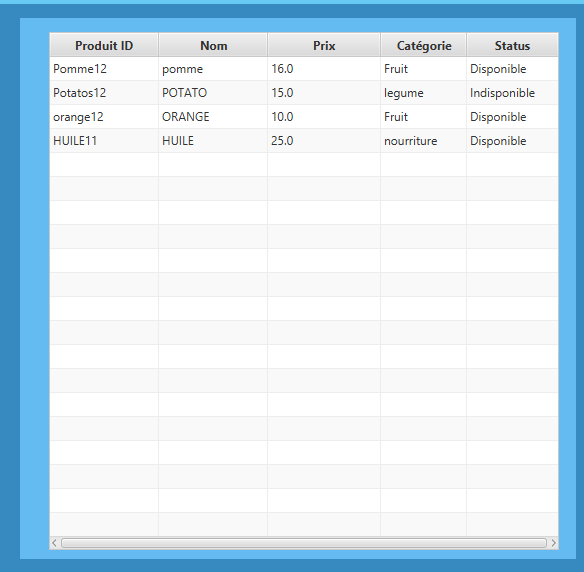 Produit ID Nom Prix Catégorie Status
Pomme12 pomme 16.0 Fruit Disponible
Potatos12 POTATO 15.0 legume Indisponible
orange12 ORANGE 10.0 Fruit Disponible
HUILE11 HUILE 25.0 nourriture Disponible